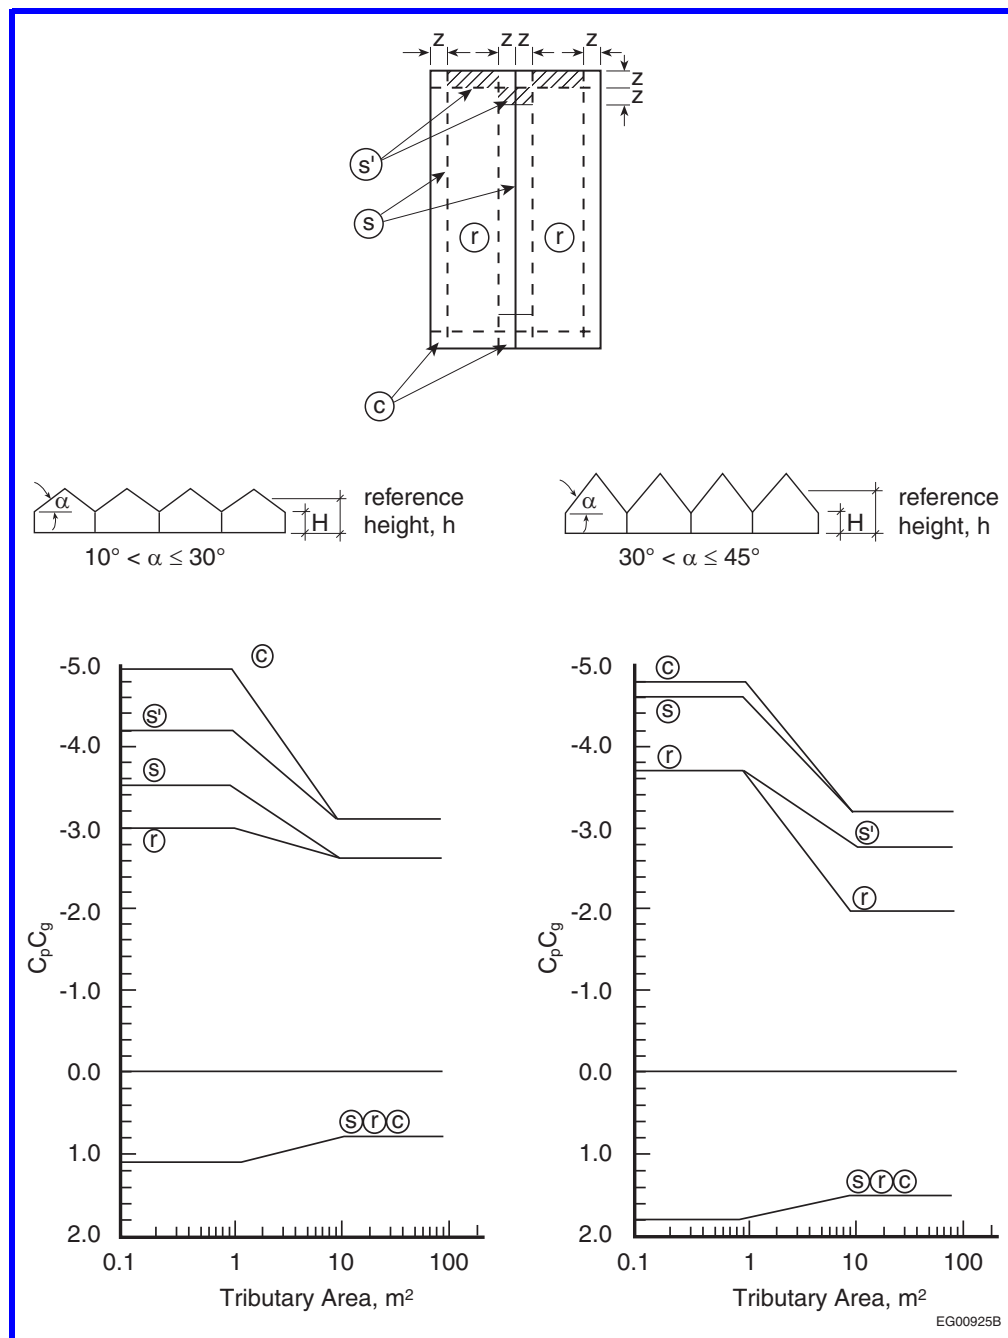 z z z z
z
z
s'
s
r r
c
α H reference
height, h
10° < α ≤ 30°
α H reference
height, h
30° < α ≤ 45°
CpCg
-5.0
-4.0
-3.0
-2.0
-1.0
0.0
1.0
2.0
c
s'
s
r
s r c
0.1 1 10 100
Tributary Area, m²
CpCg
-5.0
-4.0
-3.0
-2.0
-1.0
0.0
1.0
2.0
c
s
r
s'
r
s r c
0.1 1 10 100
Tributary Area, m²
EG00925B